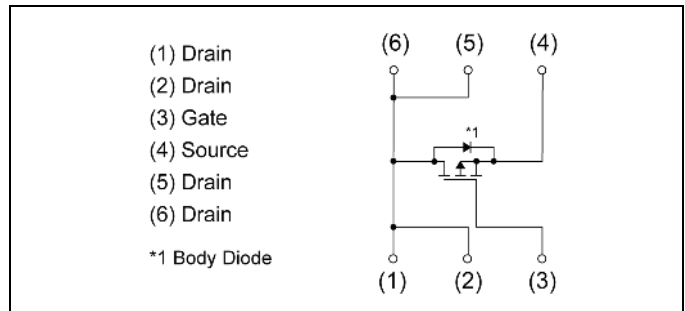 (1) Drain
(2) Drain
(3) Gate
(4) Source
(5) Drain
(6) Drain
*1 Body Diode
(6) (5) (4)
*1
(1) (2) (3)